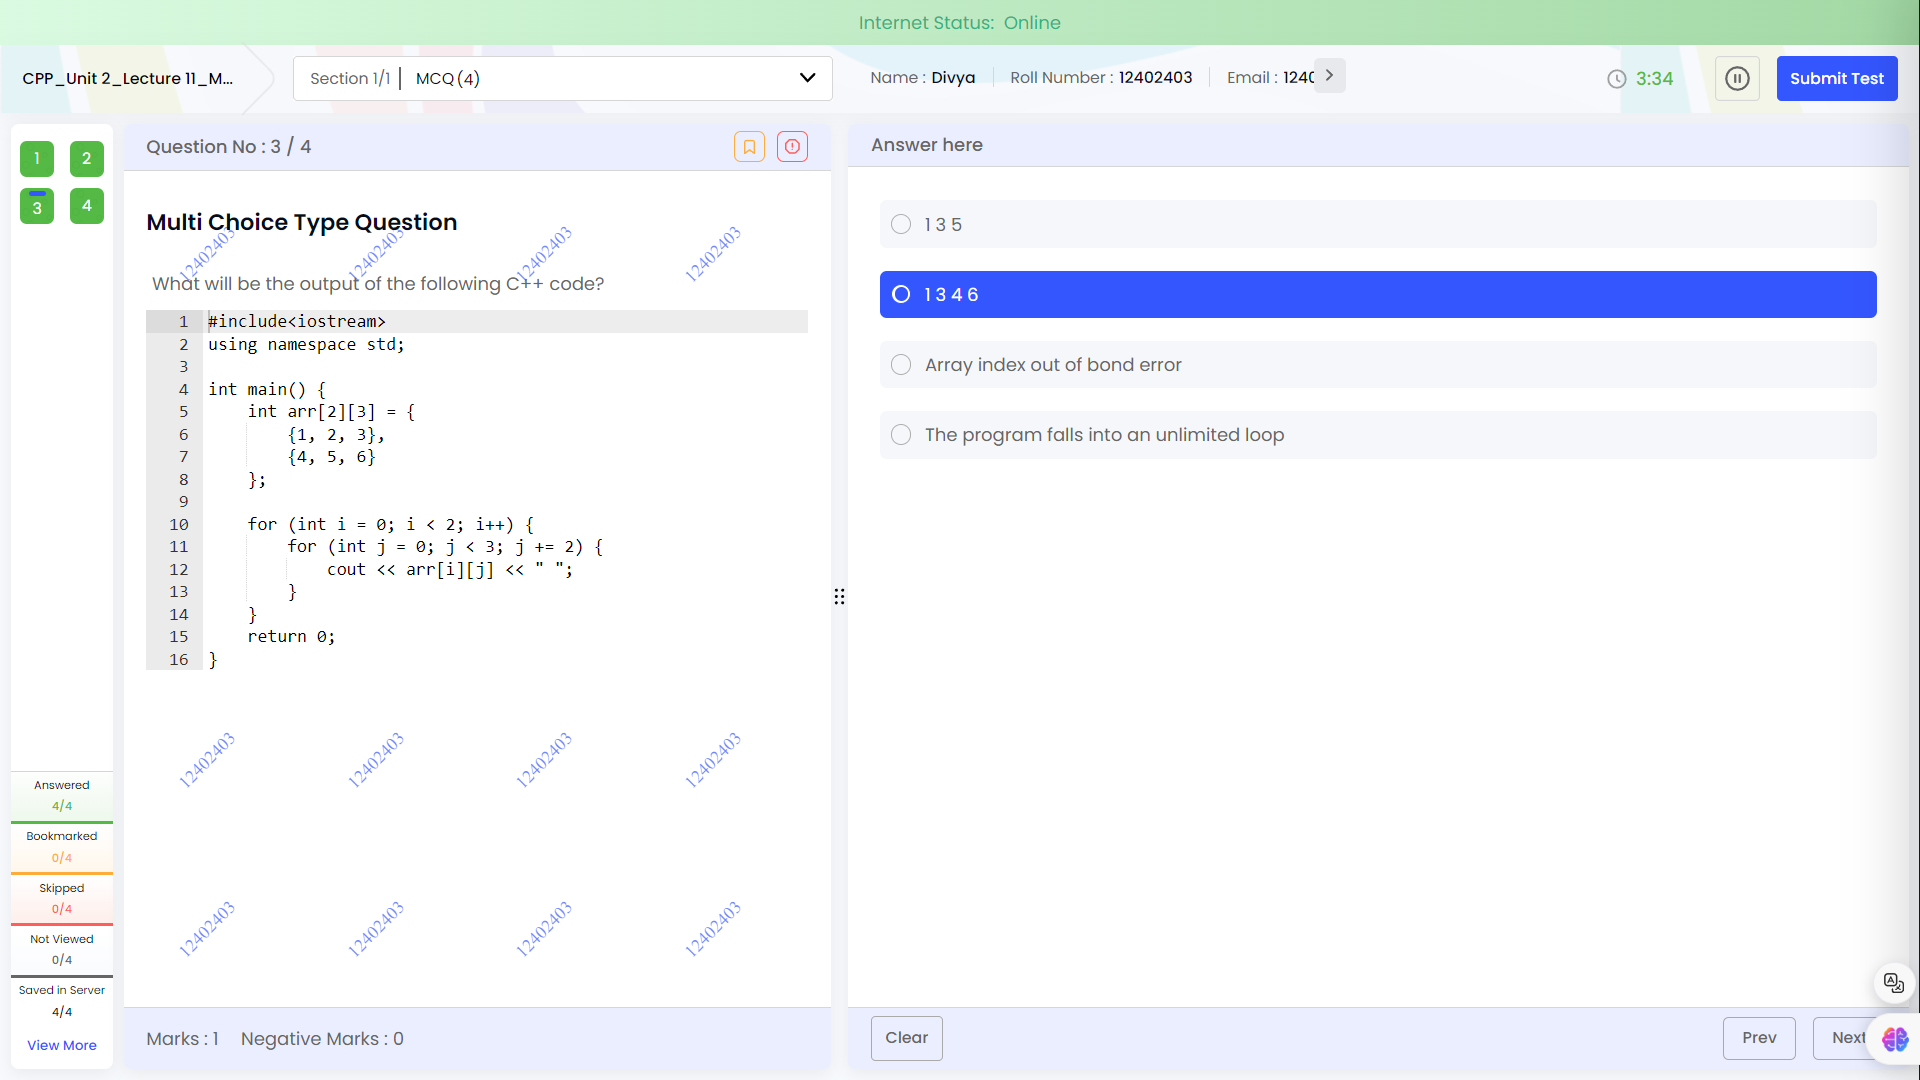 Internet Status: Online
CPP_Unit 2_Lecture 11_M...
Section 1/1 | MCQ (4)
Name : Divya
Roll Number : 12402403
Email : 1240
3:34
Submit Test
1 2
3 4
Question No : 3 / 4
Multi Choice Type Question
12402403 12402403 12402403 12402403
What will be the output of the following C++ code?
1 #include<iostream>
2 using namespace std;
3
4 int main() {
5     int arr[2][3] = {
6         {1, 2, 3},
7         {4, 5, 6}
8     };
9
10     for (int i = 0; i < 2; i++) {
11         for (int j = 0; j < 3; j += 2) {
12             cout << arr[i][j] << " ";
13         }
14     }
15     return 0;
16 }
12402403 12402403 12402403 12402403
12402403 12402403 12402403 12402403
Marks : 1 Negative Marks : 0
Answer here
1 3 5
1 3 4 6
Array index out of bond error
The program falls into an unlimited loop
Clear
Prev
Next
Answered
4/4
Bookmarked
0/4
Skipped
0/4
Not Viewed
0/4
Saved in Server
4/4
View More